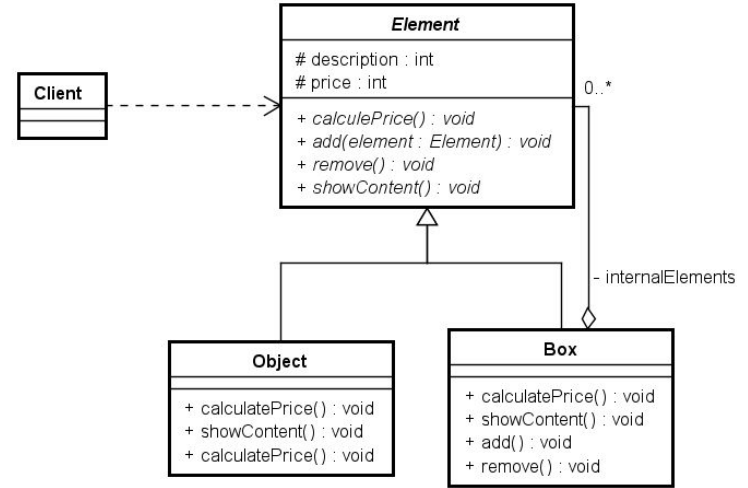 Element
# description : int
# price : int
Client
0..*
+ calculePrice() : void
+ add(element : Element) : void
+ remove() : void
+ showContent() : void
- internalElements
Object
Box
+ calculatePrice() : void
+ showContent() : void
+ calculatePrice() : void
+ calculatePrice() : void
+ showContent() : void
+ add() : void
+ remove() : void